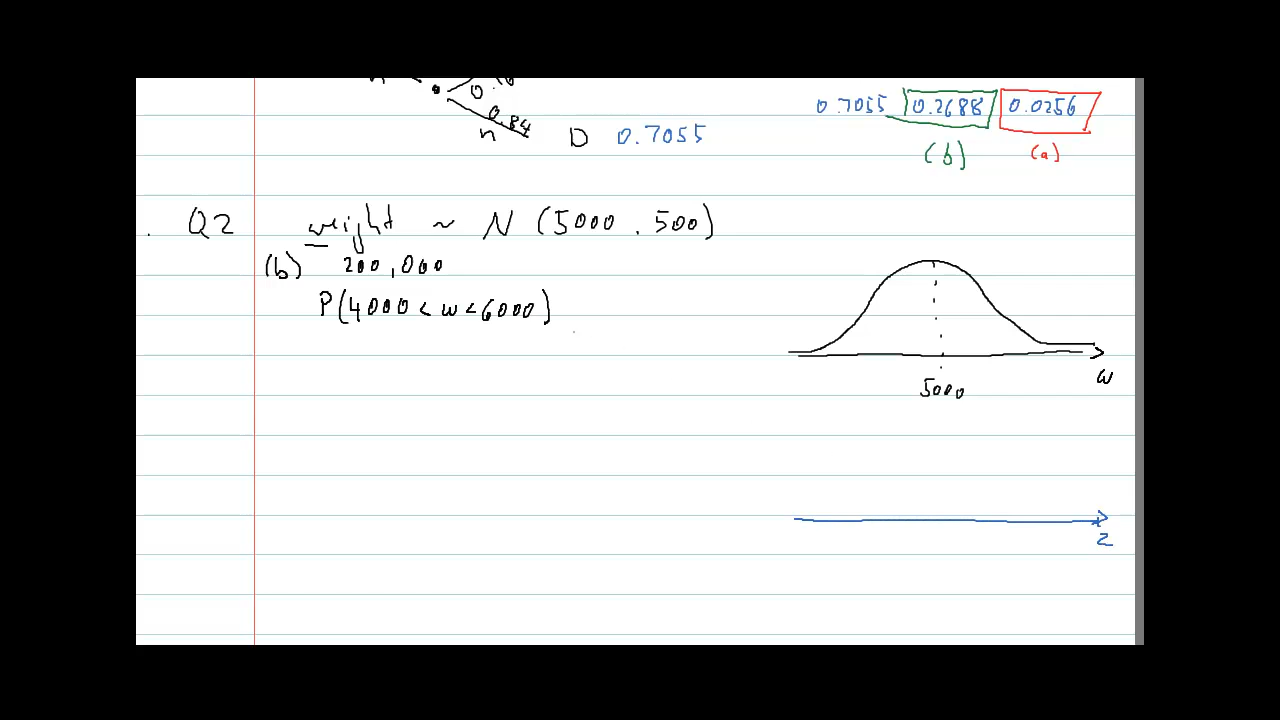 0.16
0.84
n
D 0.7055
0.7055 0.2688 0.0256
(b) (a)
Q2 weight ~ N (5000, 500)
(b) 200,000
P(4000 < w < 6000)
5000
w
z